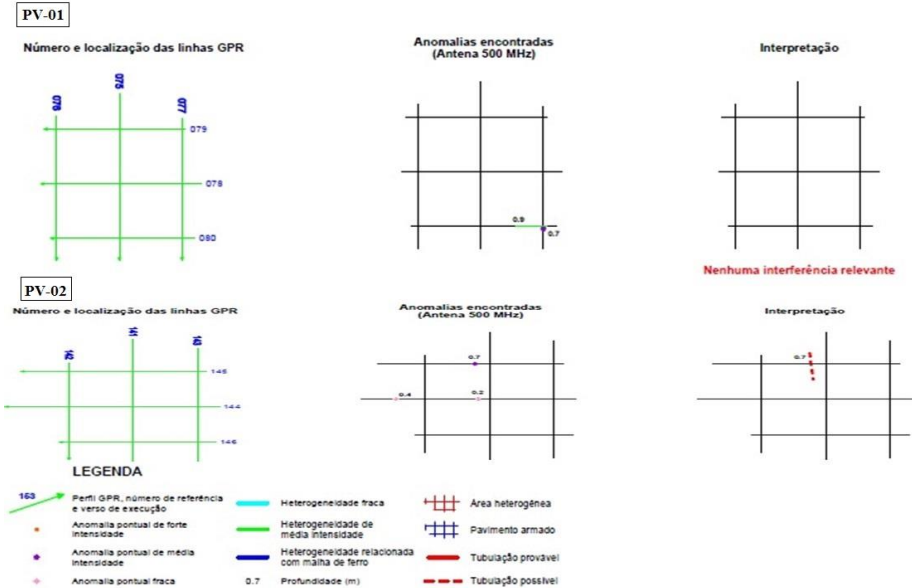 PV-01
Número e localização das linhas GPR
Anomalias encontradas
(Antena 500 MHz)
Interpretação
076
075
077
079
078
080
0.9
0.7
Nenhuma interferência relevante
PV-02
Número e localização das linhas GPR
Anomalias encontradas
(Antena 500 MHz)
Interpretação
142
141
143
145
144
146
0.7
0.4
0.2
0.7
LEGENDA
153
Perfil GPR, número de referência
e verso de execução
Anomalia pontual de forte
intensidade
Anomalia pontual de média
intensidade
Anomalia pontual fraca
Heterogeneidade fraca
Heterogeneidade de
média intensidade
Heterogeneidade relacionada
com malha de ferro
0.7 Profundidade (m)
Área heterogênea
Pavimento armado
Tubulação provável
Tubulação possível